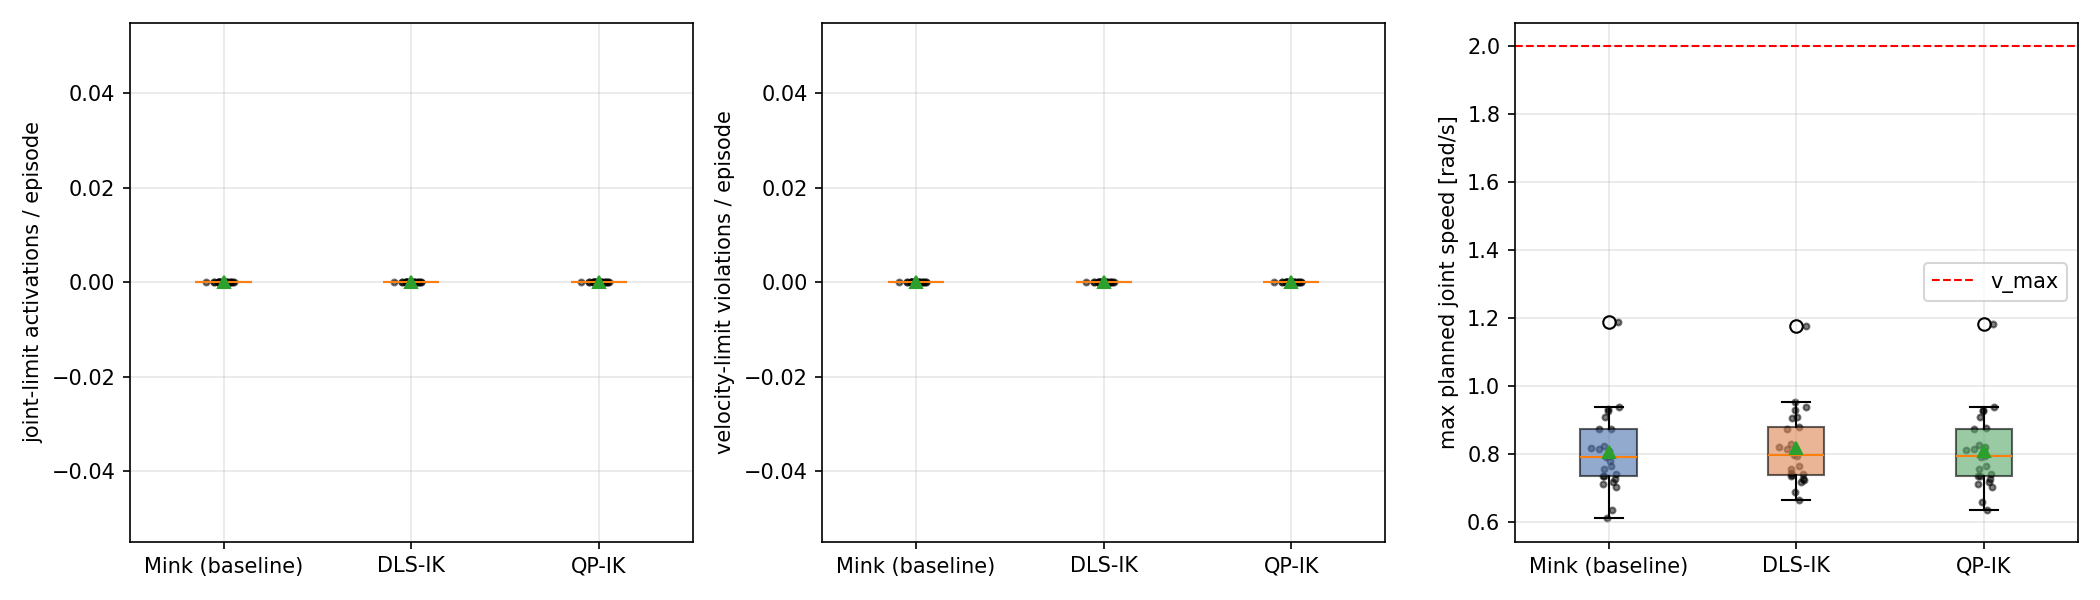 joint-limit activations / episode
0.04
0.02
0.00
−0.02
−0.04
Mink (baseline) DLS-IK QP-IK
velocity-limit violations / episode
0.04
0.02
0.00
−0.02
−0.04
Mink (baseline) DLS-IK QP-IK
max planned joint speed [rad/s]
2.0
1.8
1.6
1.4
1.2
1.0
0.8
0.6
v_max
Mink (baseline) DLS-IK QP-IK